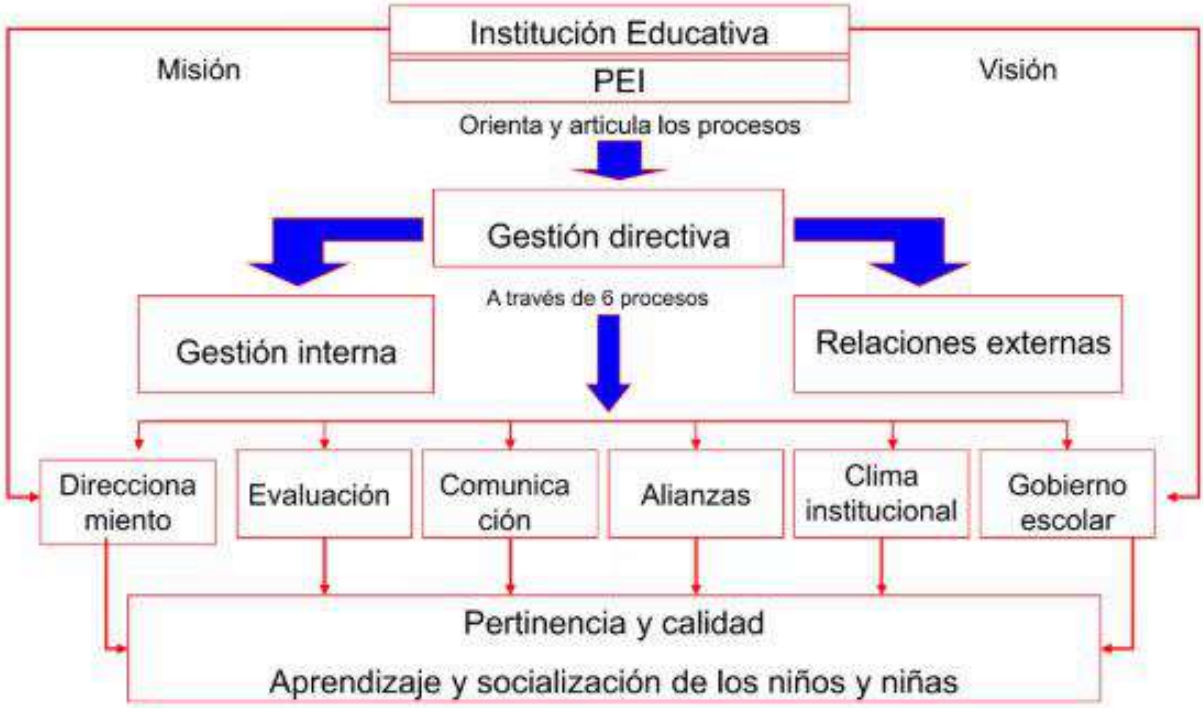 Institución Educativa
Misión
Visión
PEI
Orienta y articula los procesos
Gestión directiva
A través de 6 procesos
Gestión interna
Relaciones externas
Direcciona
miento
Evaluación
Comunica
ción
Alianzas
Clima
institucional
Gobierno
escolar
Pertinencia y calidad
Aprendizaje y socialización de los niños y niñas